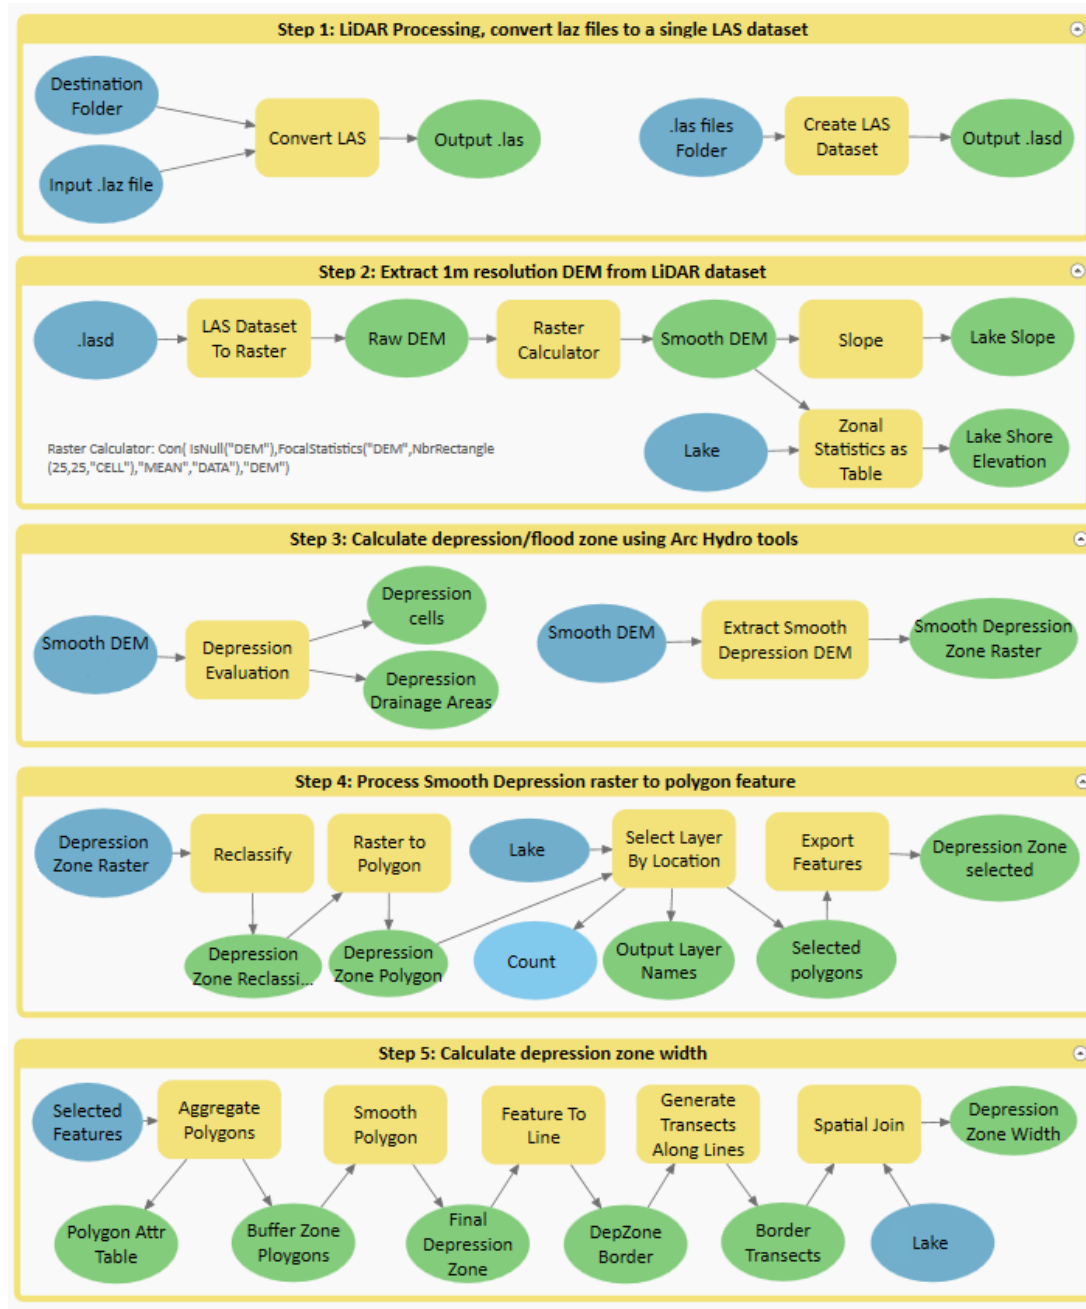 Step 1: LiDAR Processing, convert laz files to a single LAS dataset
Destination
Folder
Input .laz file
Convert LAS
Output .las
.las files
Folder
Create LAS
Dataset
Output .lasd
Step 2: Extract 1m resolution DEM from LiDAR dataset
.lasd
LAS Dataset
To Raster
Raw DEM
Raster
Calculator
Smooth DEM
Slope
Lake Slope
Lake
Zonal
Statistics as
Table
Lake Shore
Elevation
Raster Calculator: Con( IsNull("DEM"),FocalStatistics("DEM",NbrRectangle
(25,25,"CELL"),"MEAN","DATA"),"DEM")
Step 3: Calculate depression/flood zone using Arc Hydro tools
Smooth DEM
Depression
Evaluation
Depression
cells
Depression
Drainage Areas
Smooth DEM
Extract Smooth
Depression DEM
Smooth Depression
Zone Raster
Step 4: Process Smooth Depression raster to polygon feature
Depression
Zone Raster
Reclassify
Raster to
Polygon
Lake
Select Layer
By Location
Export
Features
Depression Zone
selected
Depression
Zone Reclassi...
Depression
Zone Polygon
Count
Output Layer
Names
Selected
polygons
Step 5: Calculate depression zone width
Selected
Features
Aggregate
Polygons
Smooth
Polygon
Feature To
Line
Generate
Transects
Along Lines
Spatial Join
Depression
Zone Width
Polygon Attr
Table
Buffer Zone
Ploygons
Final
Depression
Zone
DepZone
Border
Border
Transects
Lake